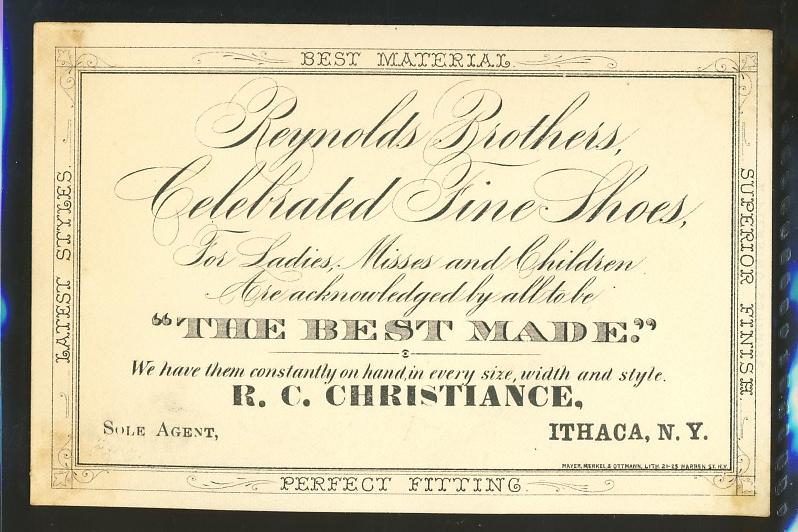 BEST MATERIAL.
LATEST STYLES.
SUPERIOR FINISH.
Reynolds Brothers,
Celebrated Fine Shoes,
For Ladies, Misses and Children
Are acknowledged by all to be
"THE BEST MADE."
We have them constantly on hand, in every size, width and style.
R. C. CHRISTIANCE,
SOLE AGENT,
ITHACA, N. Y.
MAYER, MERKEL & OTTMANN, LITH. 21-25 WARREN ST. N.Y.
PERFECT FITTING.